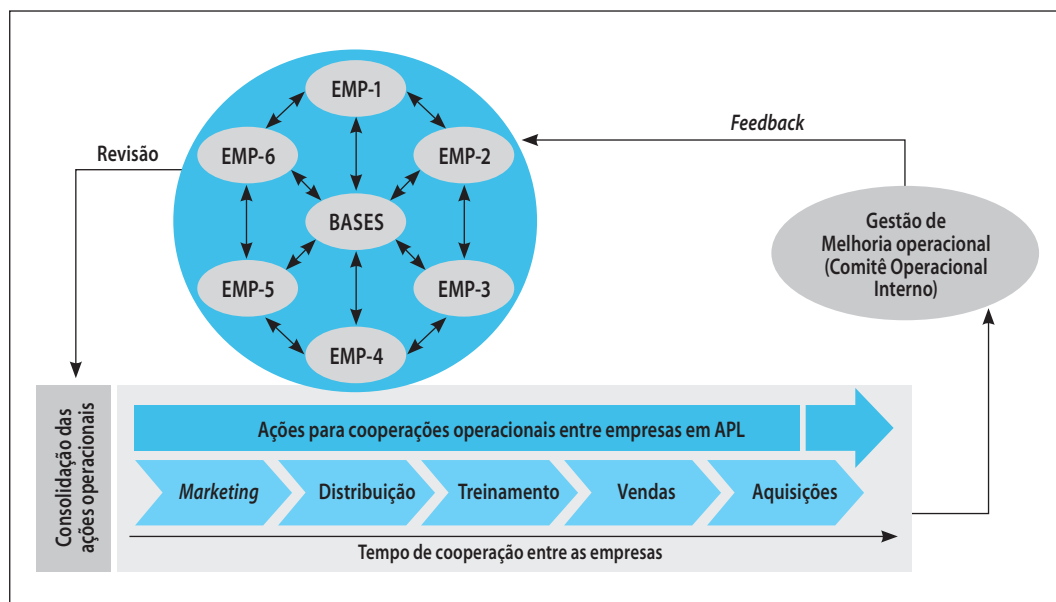 EMP-1
Feedback
Revisão
EMP-6
EMP-2
BASES
Gestão de
Melhoria operacional
(Comitê Operacional
Interno)
EMP-5
EMP-3
EMP-4
Consolidação das
ações operacionais
Ações para cooperações operacionais entre empresas em APL
Marketing
Distribuição
Treinamento
Vendas
Aquisições
Tempo de cooperação entre as empresas